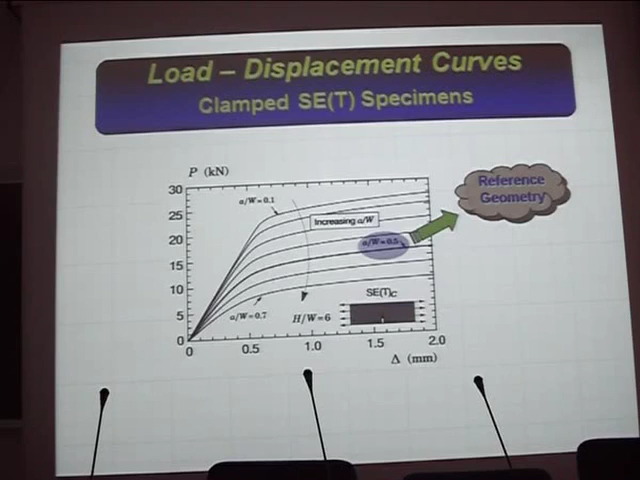 Load – Displacement Curves
Clamped SE(T) Specimens
P (kN)
30
25
20
15
10
5
0
a/W=0.1
Increasing a/W
a/W=0.5
a/W=0.7
H/W=6
SE(T)C
0
0.5
1.0
1.5
2.0
Δ (mm)
Reference
Geometry